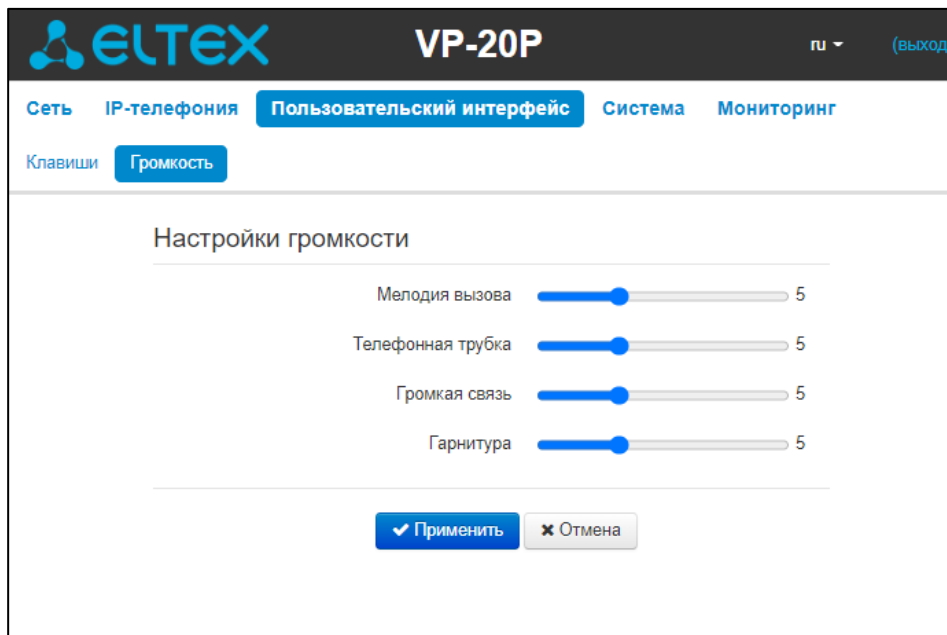 ELTEX VP-20P ru (выход
Сеть IP-телефония Пользовательский интерфейс Система Мониторинг
Клавиши Громкость
Настройки громкости
Мелодия вызова 5
Телефонная трубка 5
Громкая связь 5
Гарнитура 5
Применить Отмена